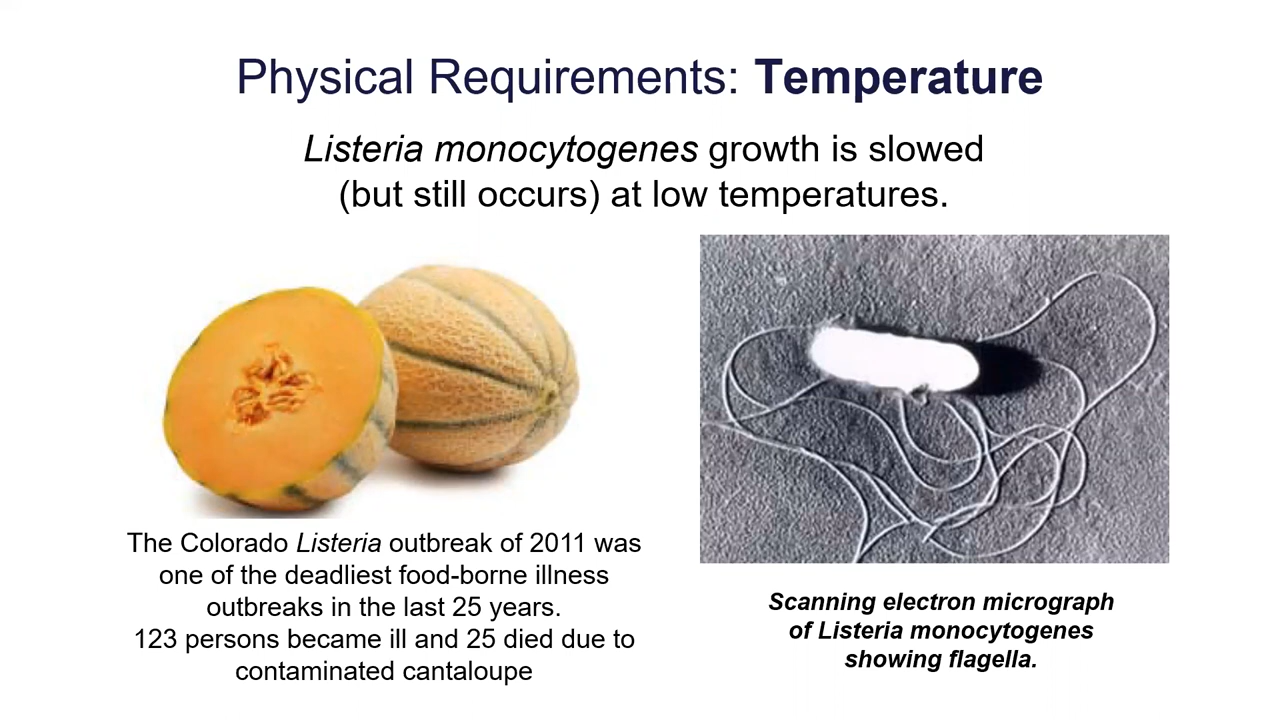 Physical Requirements: Temperature
Listeria monocytogenes growth is slowed
(but still occurs) at low temperatures.
The Colorado Listeria outbreak of 2011 was
one of the deadliest food-borne illness
outbreaks in the last 25 years.
123 persons became ill and 25 died due to
contaminated cantaloupe
Scanning electron micrograph
of Listeria monocytogenes
showing flagella.